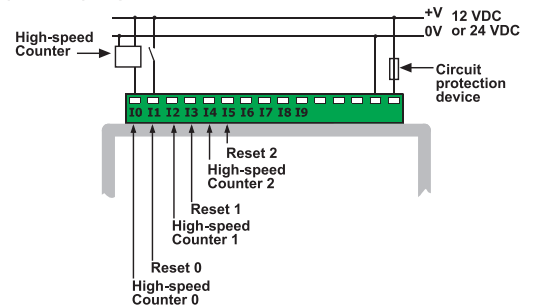 +V 12 VDC
0V or 24 VDC
High-speed
Counter
Circuit
protection
device
I0 I1 I2 I3 I4 I5 I6 I7 I8 I9
Reset 2
High-speed
Counter 2
Reset 1
High-speed
Counter 1
Reset 0
High-speed
Counter 0